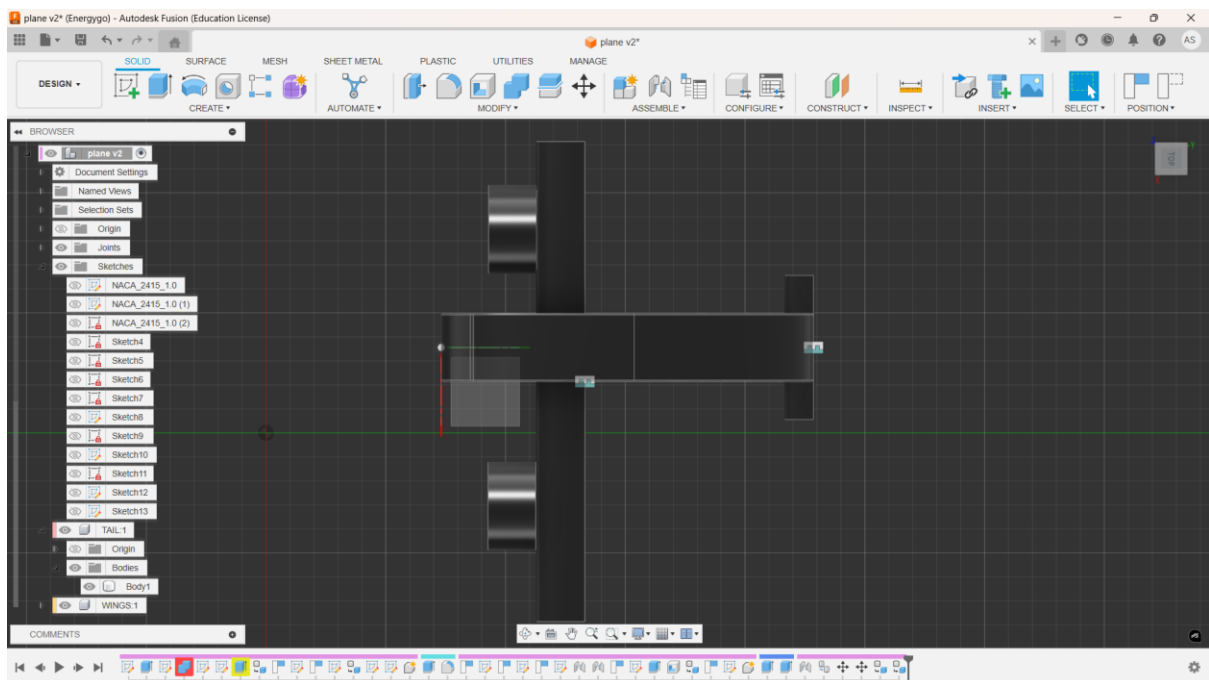 plane v2* (Energygo) - Autodesk Fusion (Education License)
plane v2*
AS
SOLID SURFACE MESH SHEET METAL PLASTIC UTILITIES MANAGE
DESIGN
CREATE AUTOMATE MODIFY ASSEMBLE CONFIGURE CONSTRUCT INSPECT INSERT SELECT POSITION
BROWSER
plane v2
Document Settings
Named Views
Selection Sets
Origin
Joints
Sketches
NACA_2415_1.0
NACA_2415_1.0 (1)
NACA_2415_1.0 (2)
Sketch4
Sketch5
Sketch6
Sketch7
Sketch8
Sketch9
Sketch10
Sketch11
Sketch12
Sketch13
TAIL:1
Origin
Bodies
Body1
WINGS:1
TOP
Y
COMMENTS